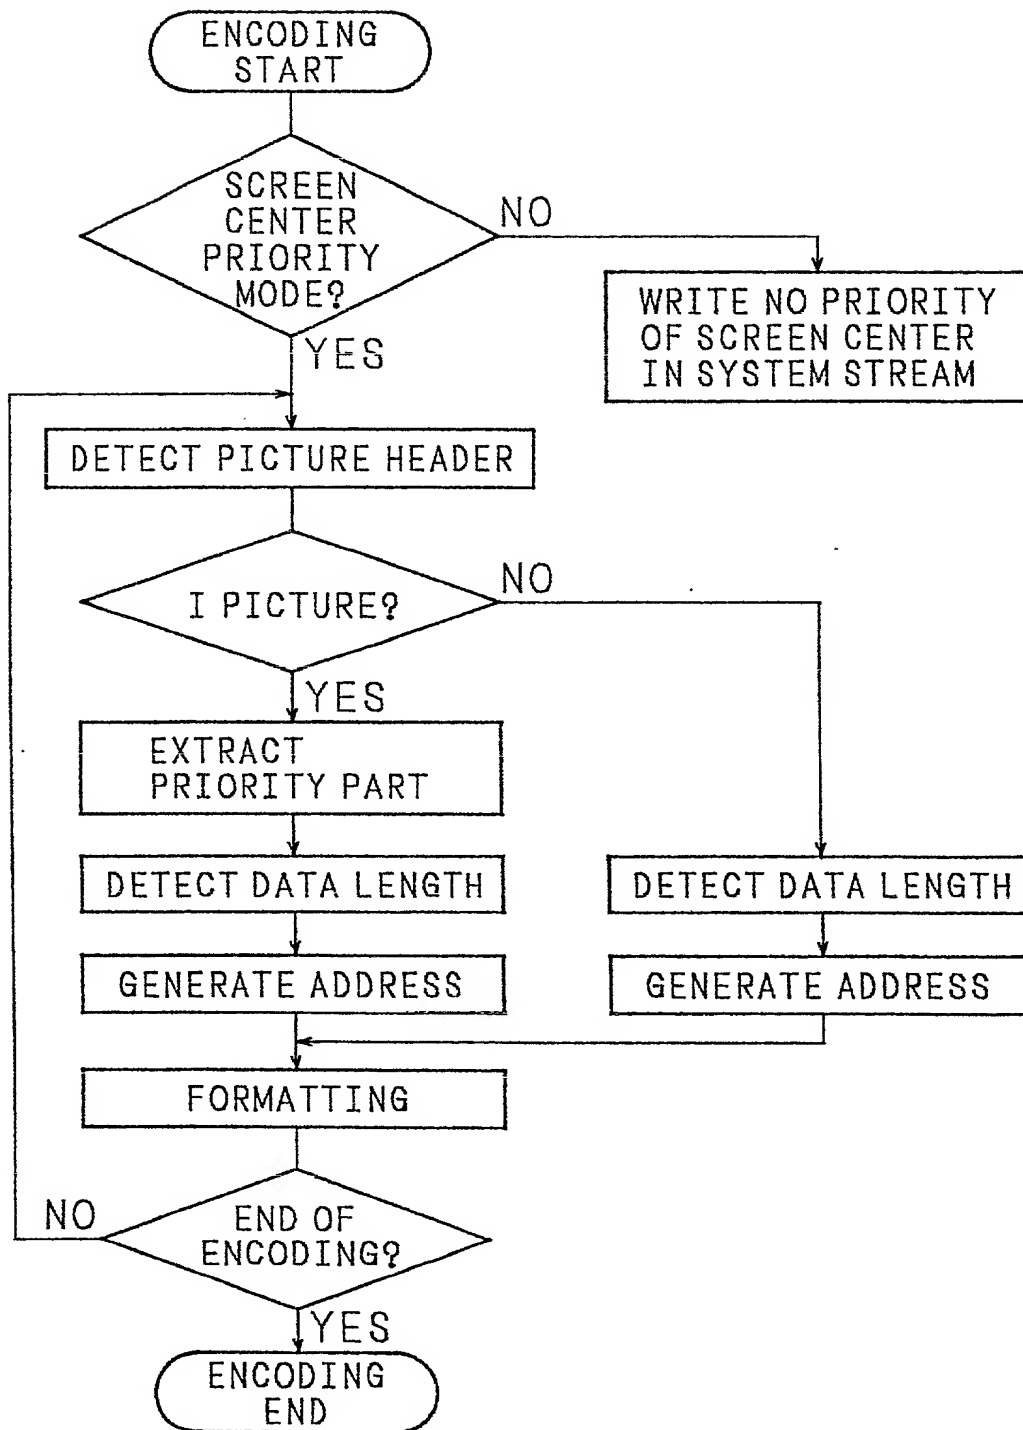 ENCODING
START
SCREEN
CENTER
PRIORITY
MODE?
NO
WRITE NO PRIORITY
OF SCREEN CENTER
IN SYSTEM STREAM
YES
DETECT PICTURE HEADER
I PICTURE?
NO
YES
EXTRACT
PRIORITY PART
DETECT DATA LENGTH
DETECT DATA LENGTH
GENERATE ADDRESS
GENERATE ADDRESS
FORMATTING
NO
END OF
ENCODING?
YES
ENCODING
END